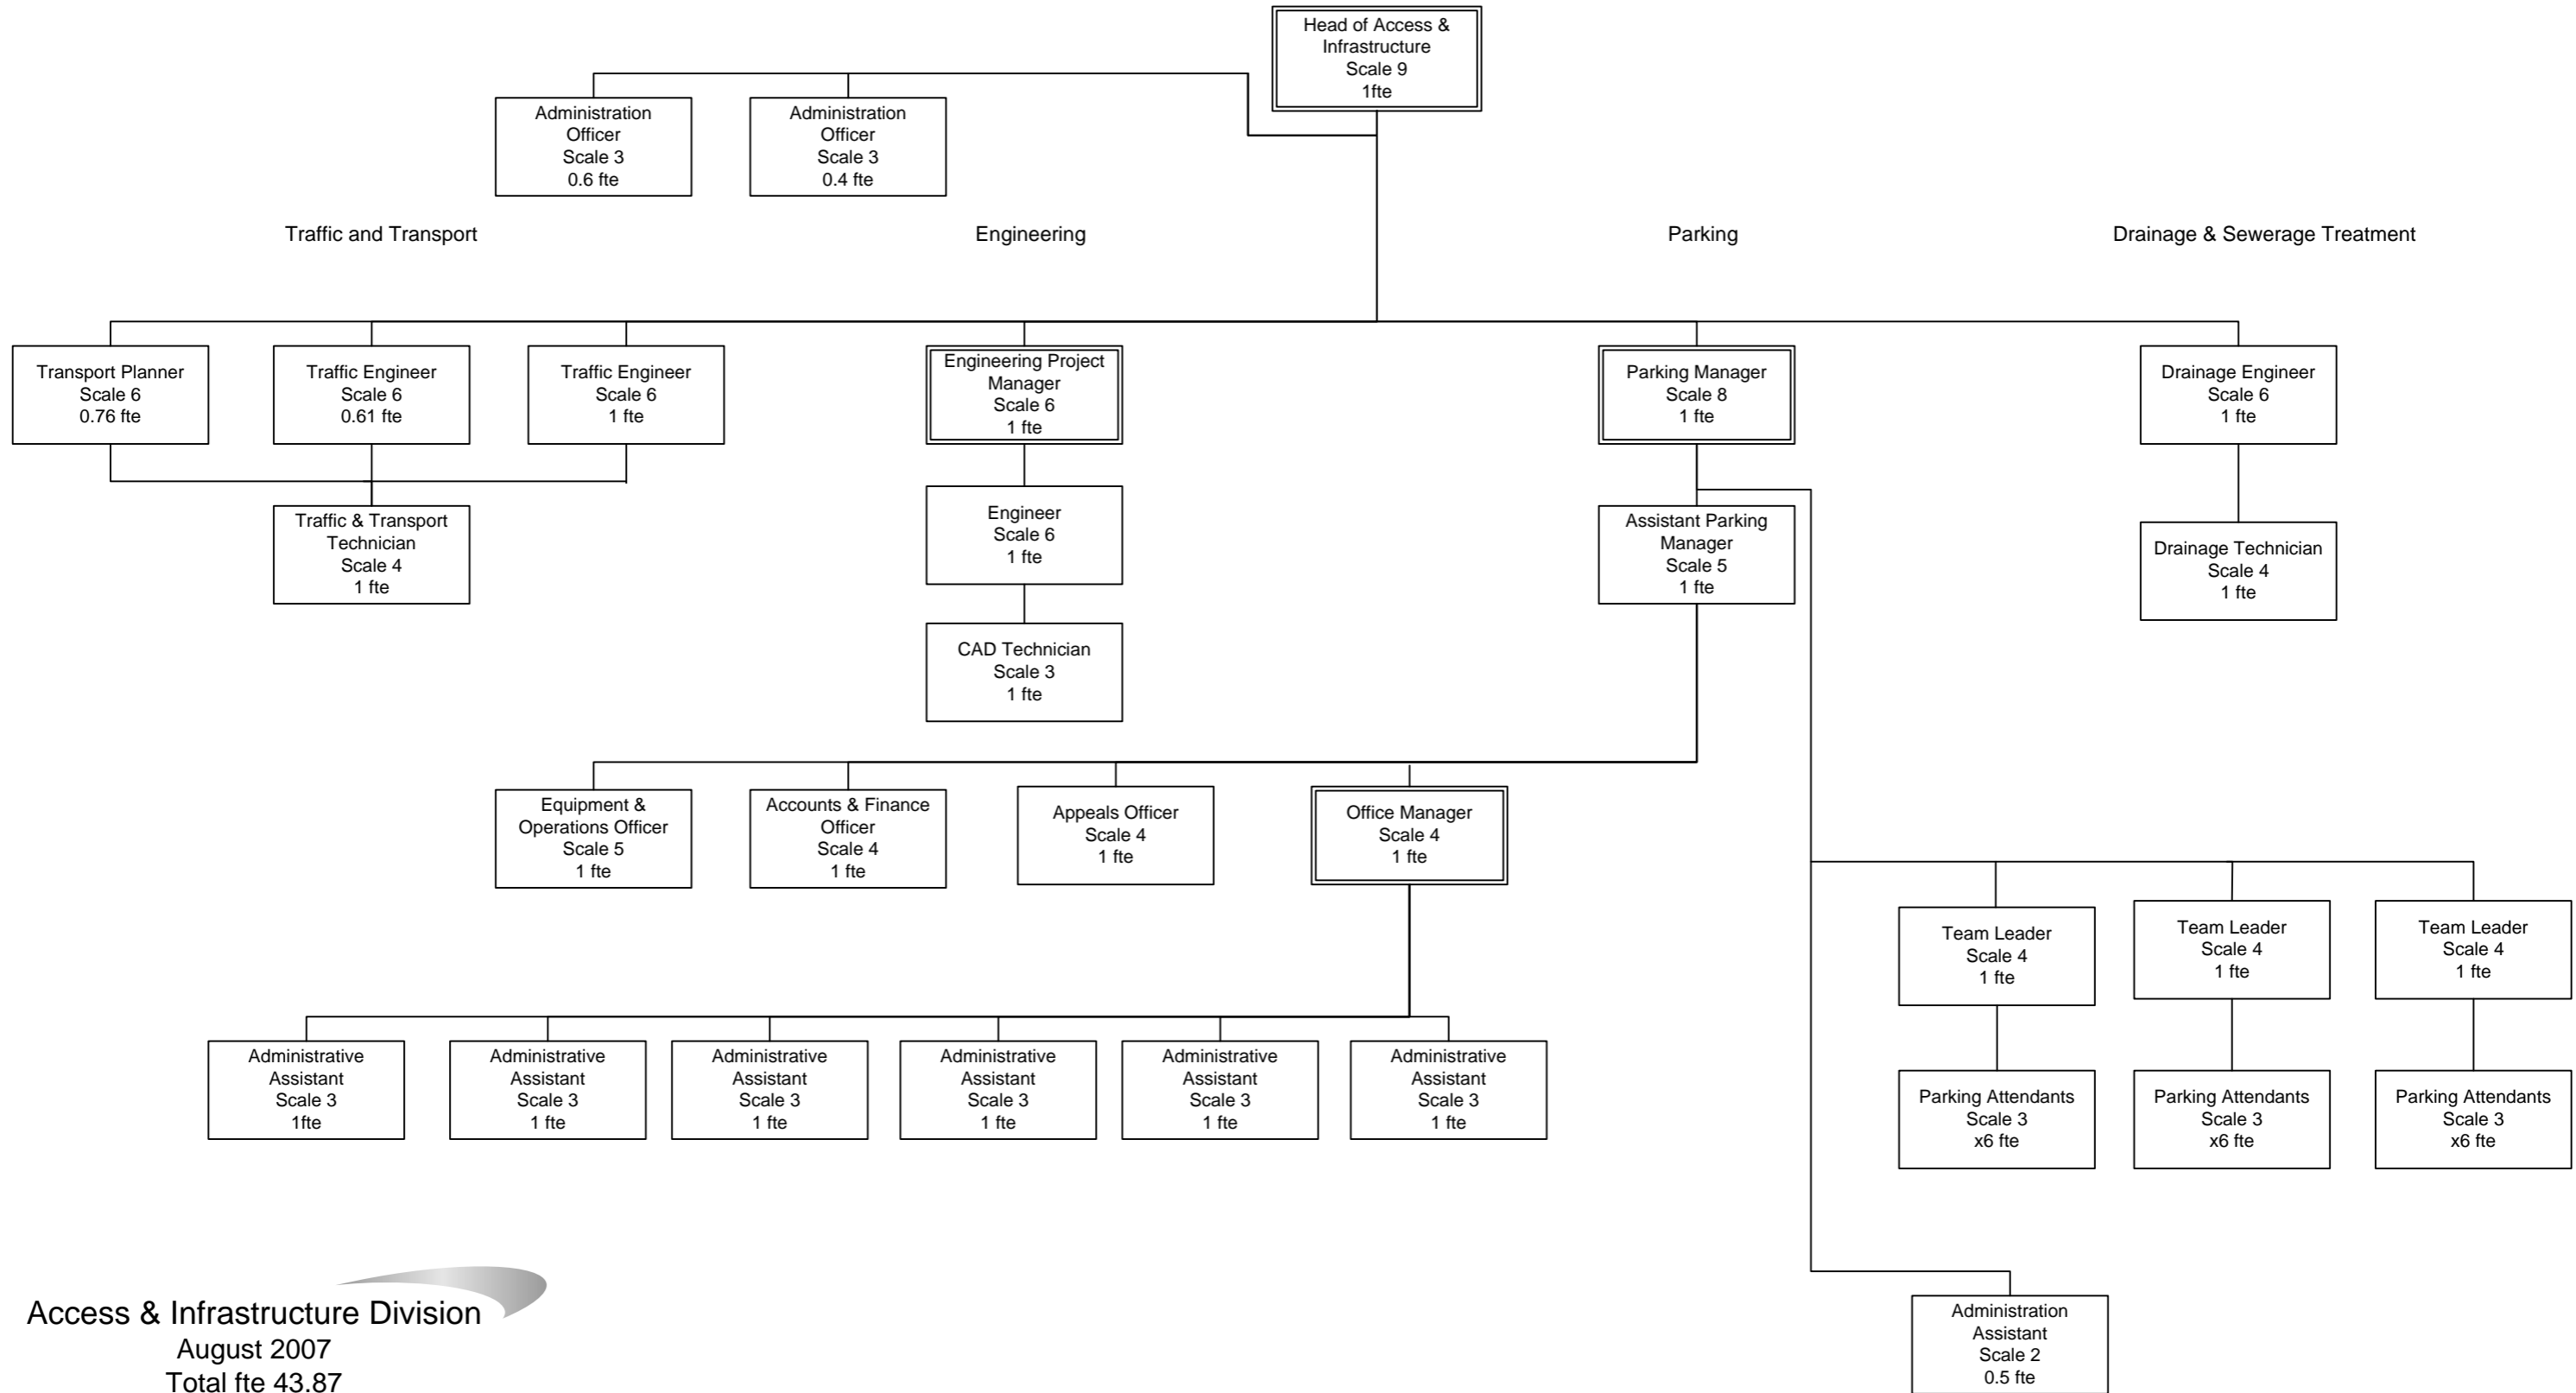 Head of Access &
Infrastructure
Scale 9
1fte
Administration
Officer
Scale 3
0.6 fte
Administration
Officer
Scale 3
0.4 fte
Traffic and Transport
Engineering
Parking
Drainage & Sewerage Treatment
Transport Planner
Scale 6
0.76 fte
Traffic Engineer
Scale 6
0.61 fte
Traffic Engineer
Scale 6
1 fte
Engineering Project
Manager
Scale 6
1 fte
Parking Manager
Scale 8
1 fte
Drainage Engineer
Scale 6
1 fte
Traffic & Transport
Technician
Scale 4
1 fte
Engineer
Scale 6
1 fte
Assistant Parking
Manager
Scale 5
1 fte
Drainage Technician
Scale 4
1 fte
CAD Technician
Scale 3
1 fte
Equipment &
Operations Officer
Scale 5
1 fte
Accounts & Finance
Officer
Scale 4
1 fte
Appeals Officer
Scale 4
1 fte
Office Manager
Scale 4
1 fte
Team Leader
Scale 4
1 fte
Team Leader
Scale 4
1 fte
Team Leader
Scale 4
1 fte
Administrative
Assistant
Scale 3
1fte
Administrative
Assistant
Scale 3
1 fte
Administrative
Assistant
Scale 3
1 fte
Administrative
Assistant
Scale 3
1 fte
Administrative
Assistant
Scale 3
1 fte
Administrative
Assistant
Scale 3
1 fte
Parking Attendants
Scale 3
x6 fte
Parking Attendants
Scale 3
x6 fte
Parking Attendants
Scale 3
x6 fte
Administration
Assistant
Scale 2
0.5 fte
Access & Infrastructure Division
August 2007
Total fte 43.87